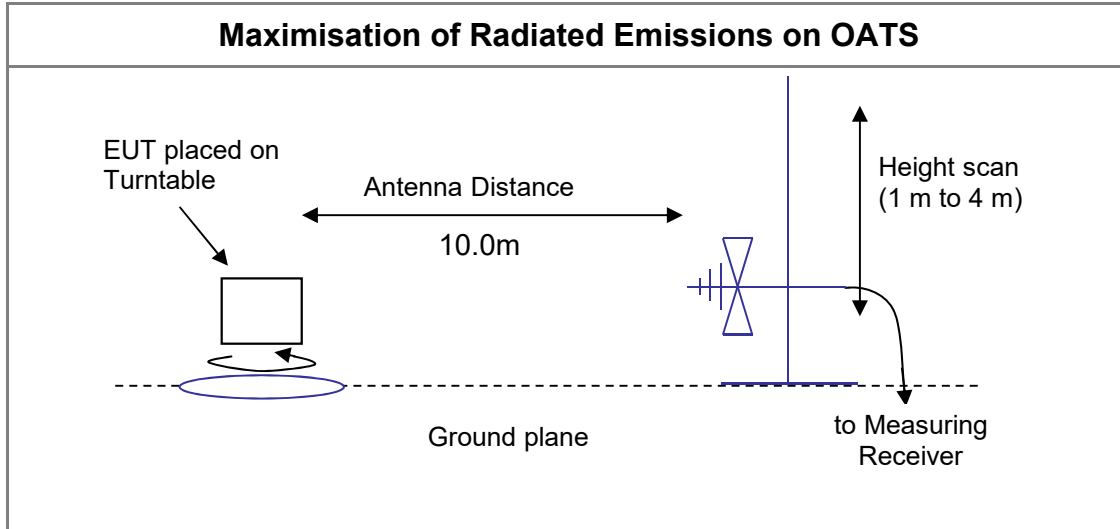 Maximisation of Radiated Emissions on OATS
EUT placed on
Turntable
Antenna Distance
10.0m
Height scan
(1 m to 4 m)
Ground plane
to Measuring
Receiver